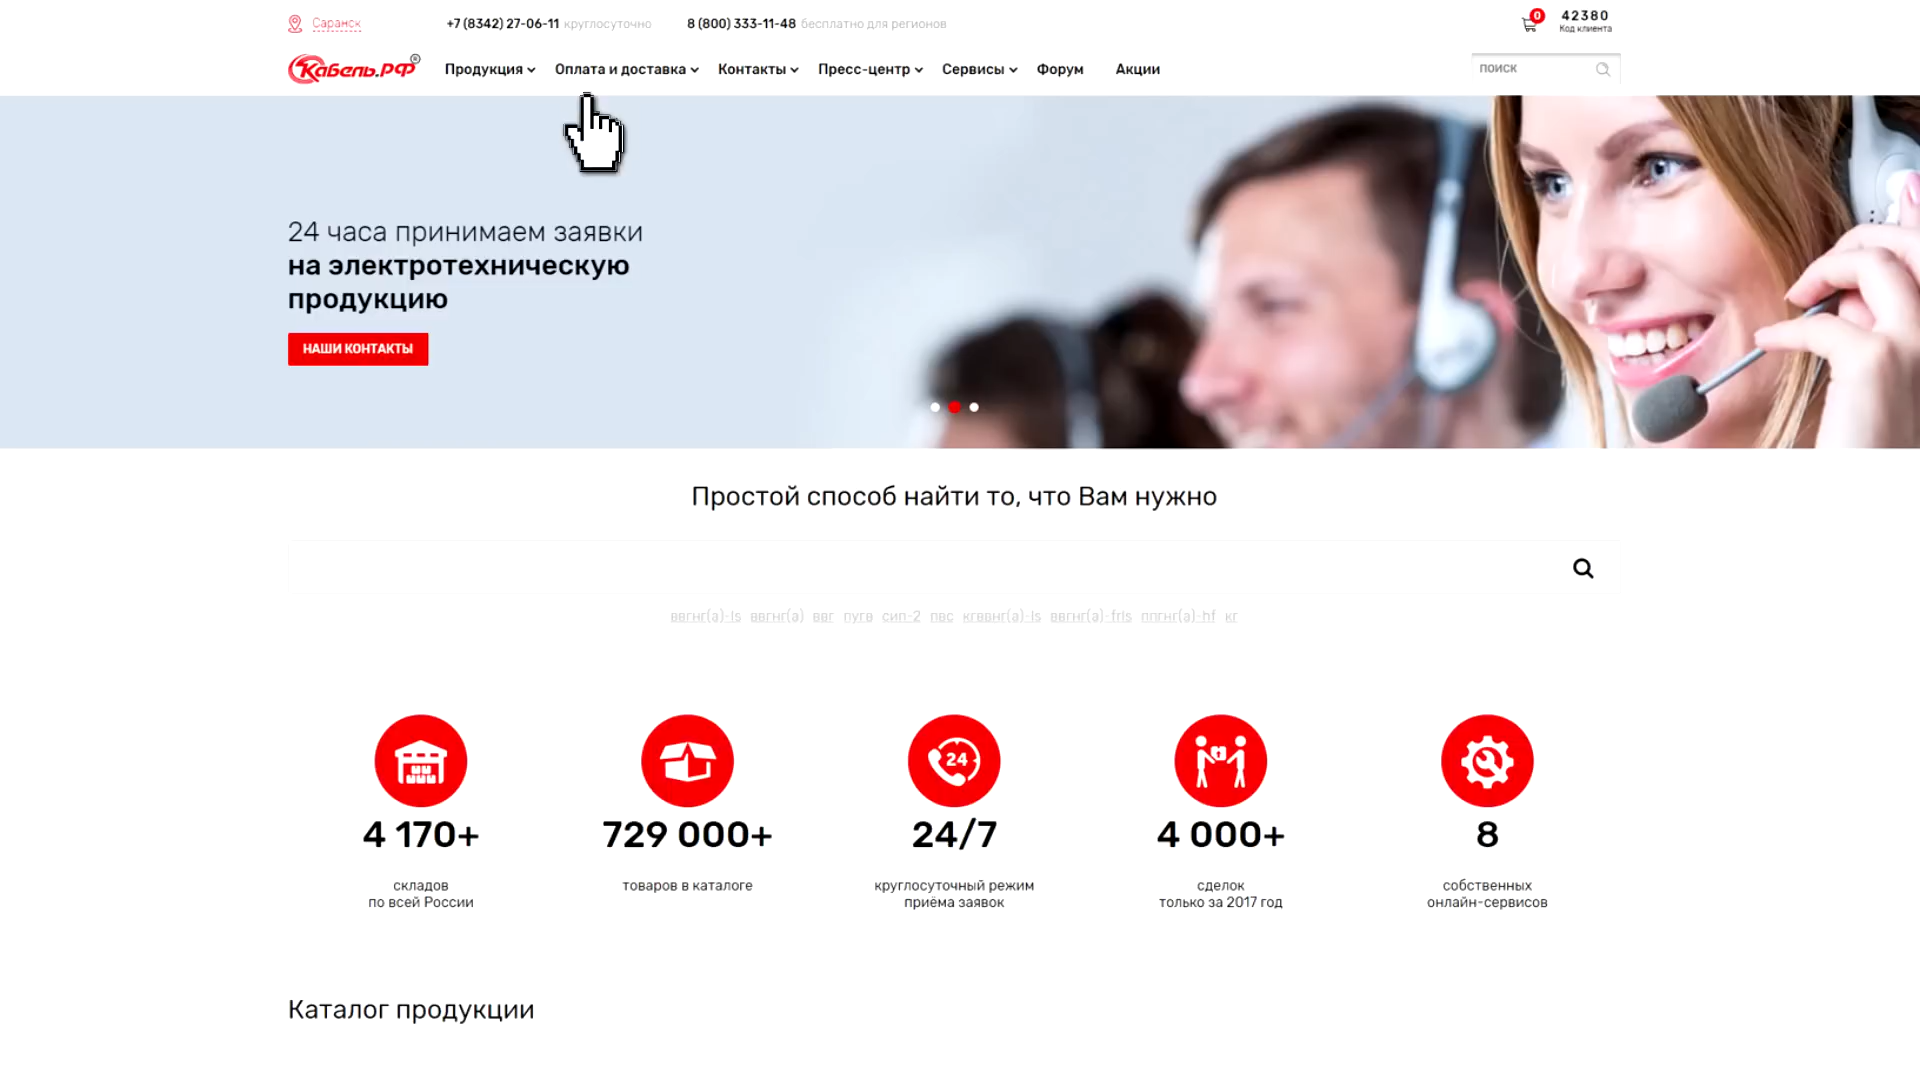 Саранск
+7 (8342) 27-06-11 круглосуточно
8 (800) 333-11-48 бесплатно для регионов
0
42380
Код клиента
Кабель.РФ®
Продукция
Оплата и доставка
Контакты
Пресс-центр
Сервисы
Форум
Акции
ПОИСК
24 часа принимаем заявки
на электротехническую
продукцию
НАШИ КОНТАКТЫ
Простой способ найти то, что Вам нужно
ввгнг(a)-ls ввгнг(a) ввг пугв сип-2 пвс кгввнг(a)-ls ввгнг(a)-frls ппгнг(a)-hf кг
24
4 170+
складов
по всей России
729 000+
товаров в каталоге
24/7
круглосуточный режим
приёма заявок
4 000+
сделок
только за 2017 год
8
собственных
онлайн-сервисов
Каталог продукции